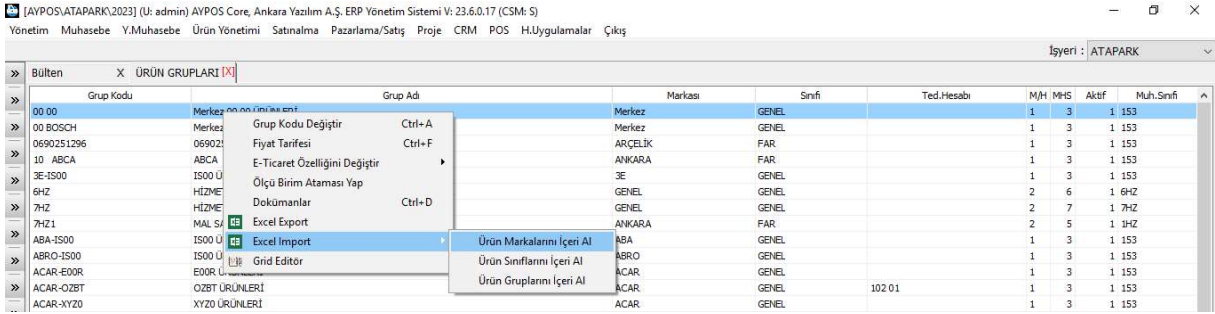 [AYPOS\ATAPARK\2023] (U: admin) AYPOS Core, Ankara Yazılım A.Ş. ERP Yönetim Sistemi V: 23.6.0.17 (CSM: S)
Yönetim Muhasebe Y.Muhasebe Ürün Yönetimi Satınalma Pazarlama/Satış Proje CRM POS H.Uygulamalar Çıkış
İşyeri : ATAPARK
Bülten X ÜRÜN GRUPLARI [X]
Grup Kodu Grup Adı Markası Sınıfı Ted.Hesabı M/H MHS Aktif Muh.Sınıfı
00 00 Merkez 00 00 ÜRÜNLERİ Merkez GENEL 1 3 1 153
00 BOSCH Merkez Grup Kodu Değiştir Ctrl+A Merkez GENEL 1 3 1 153
0690251296 06902 Fiyat Tarifesi Ctrl+F ARÇELİK FAR 1 3 1 153
10 ABCA ABCA E-Ticaret Özelliğini Değiştir ANKARA FAR 1 3 1 153
3E-IS00 IS00 Ü Ölçü Birim Ataması Yap 3E GENEL 1 3 1 153
6HZ HİZME Dokümanlar Ctrl+D GENEL GENEL 2 6 1 6HZ
7HZ HİZME GENEL GENEL 2 7 1 7HZ
7HZ1 MAL SA Excel Export ANKARA FAR 2 5 1 1HZ
ABA-IS00 IS00 Ü Excel Import Ürün Markalarını İçeri Al ABA GENEL 1 3 1 153
ABRO-IS00 IS00 Ü Grid Editör Ürün Sınıflarını İçeri Al ABRO GENEL 1 3 1 153
ACAR-E00R E00R Ürün Gruplarını İçeri Al ACAR GENEL 1 3 1 153
ACAR-OZBT OZBT ÜRÜNLERİ ACAR GENEL 102 01 1 3 1 153
ACAR-XYZ0 XYZ0 ÜRÜNLERİ ACAR GENEL 1 3 1 153